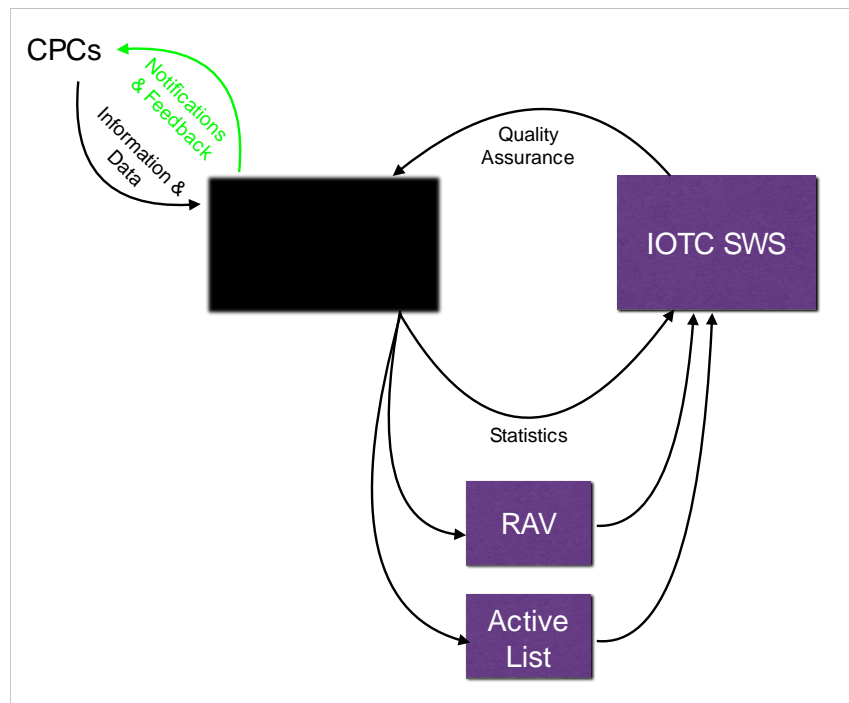 CPCs
Notifications
& Feedback
Information &
Data
Quality
Assurance
IOTC SWS
Statistics
RAV
Active
List